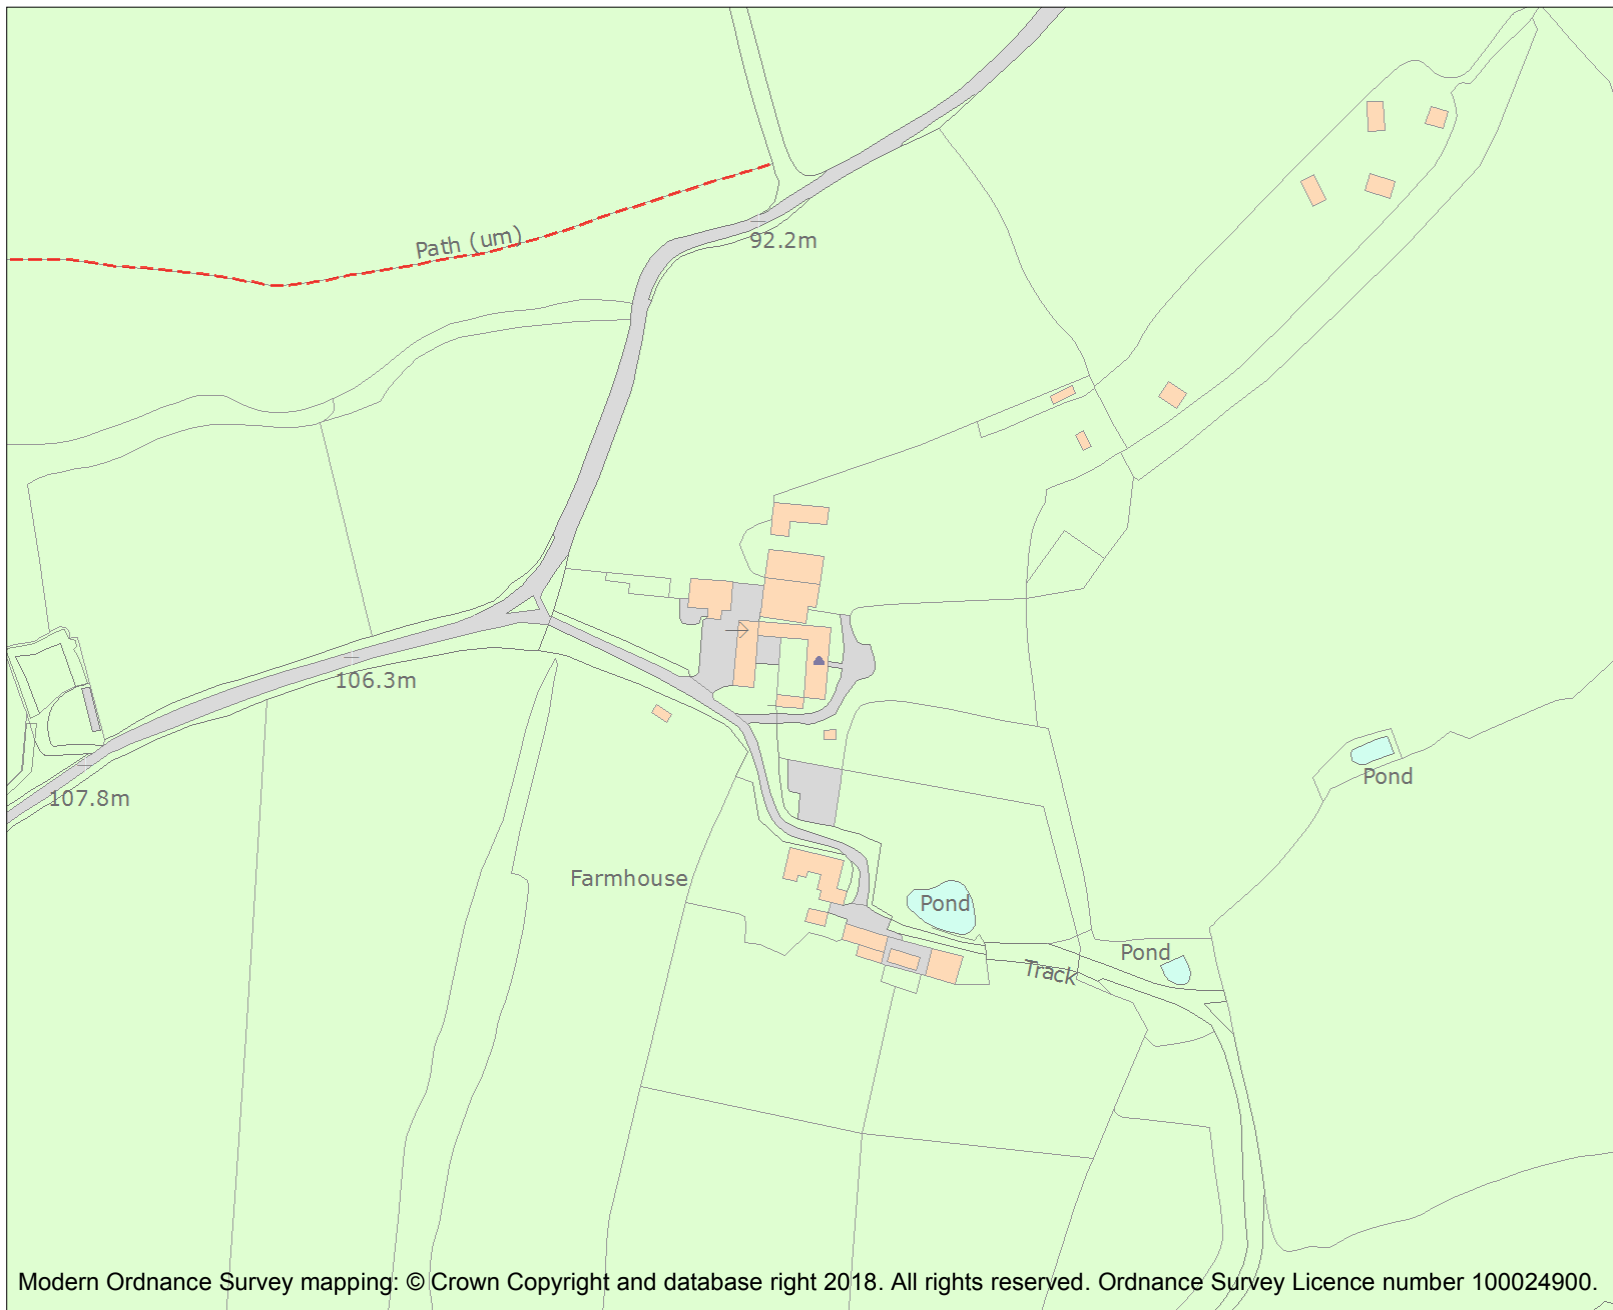 Path (um)
92.2m
106.3m
Pond
107.8m
Farmhouse
Pond
Pond
Track
Modern Ordnance Survey mapping: © Crown Copyright and database right 2018. All rights reserved. Ordnance Survey Licence number 100024900.